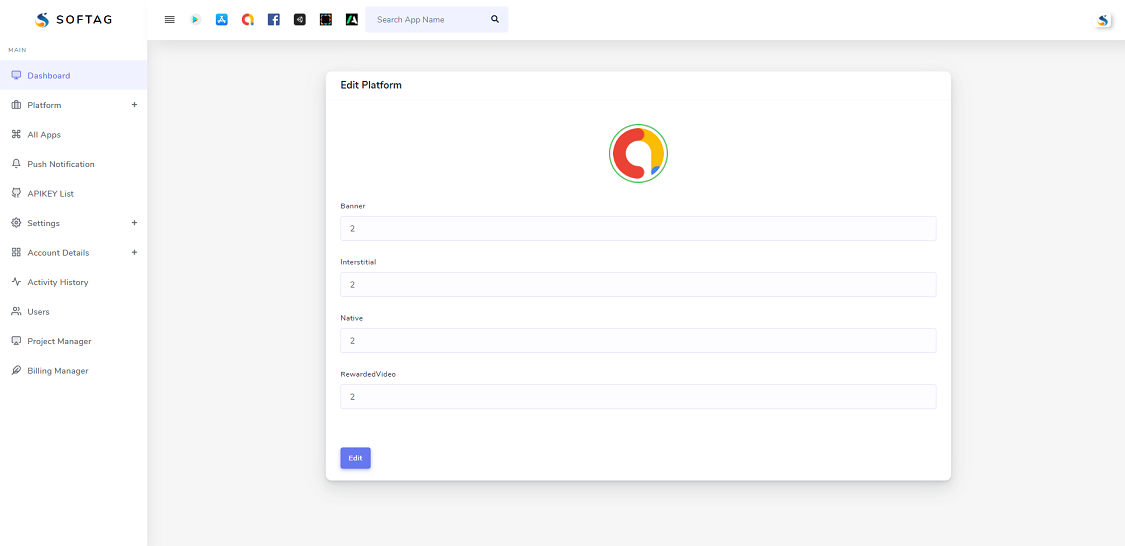 SOFTAG
Search App Name
MAIN
Dashboard
Platform +
All Apps
Push Notification
APIKEY List
Settings +
Account Details +
Activity History
Users
Project Manager
Billing Manager
Edit Platform
Banner
2
Interstitial
2
Native
2
RewardedVideo
2
Edit